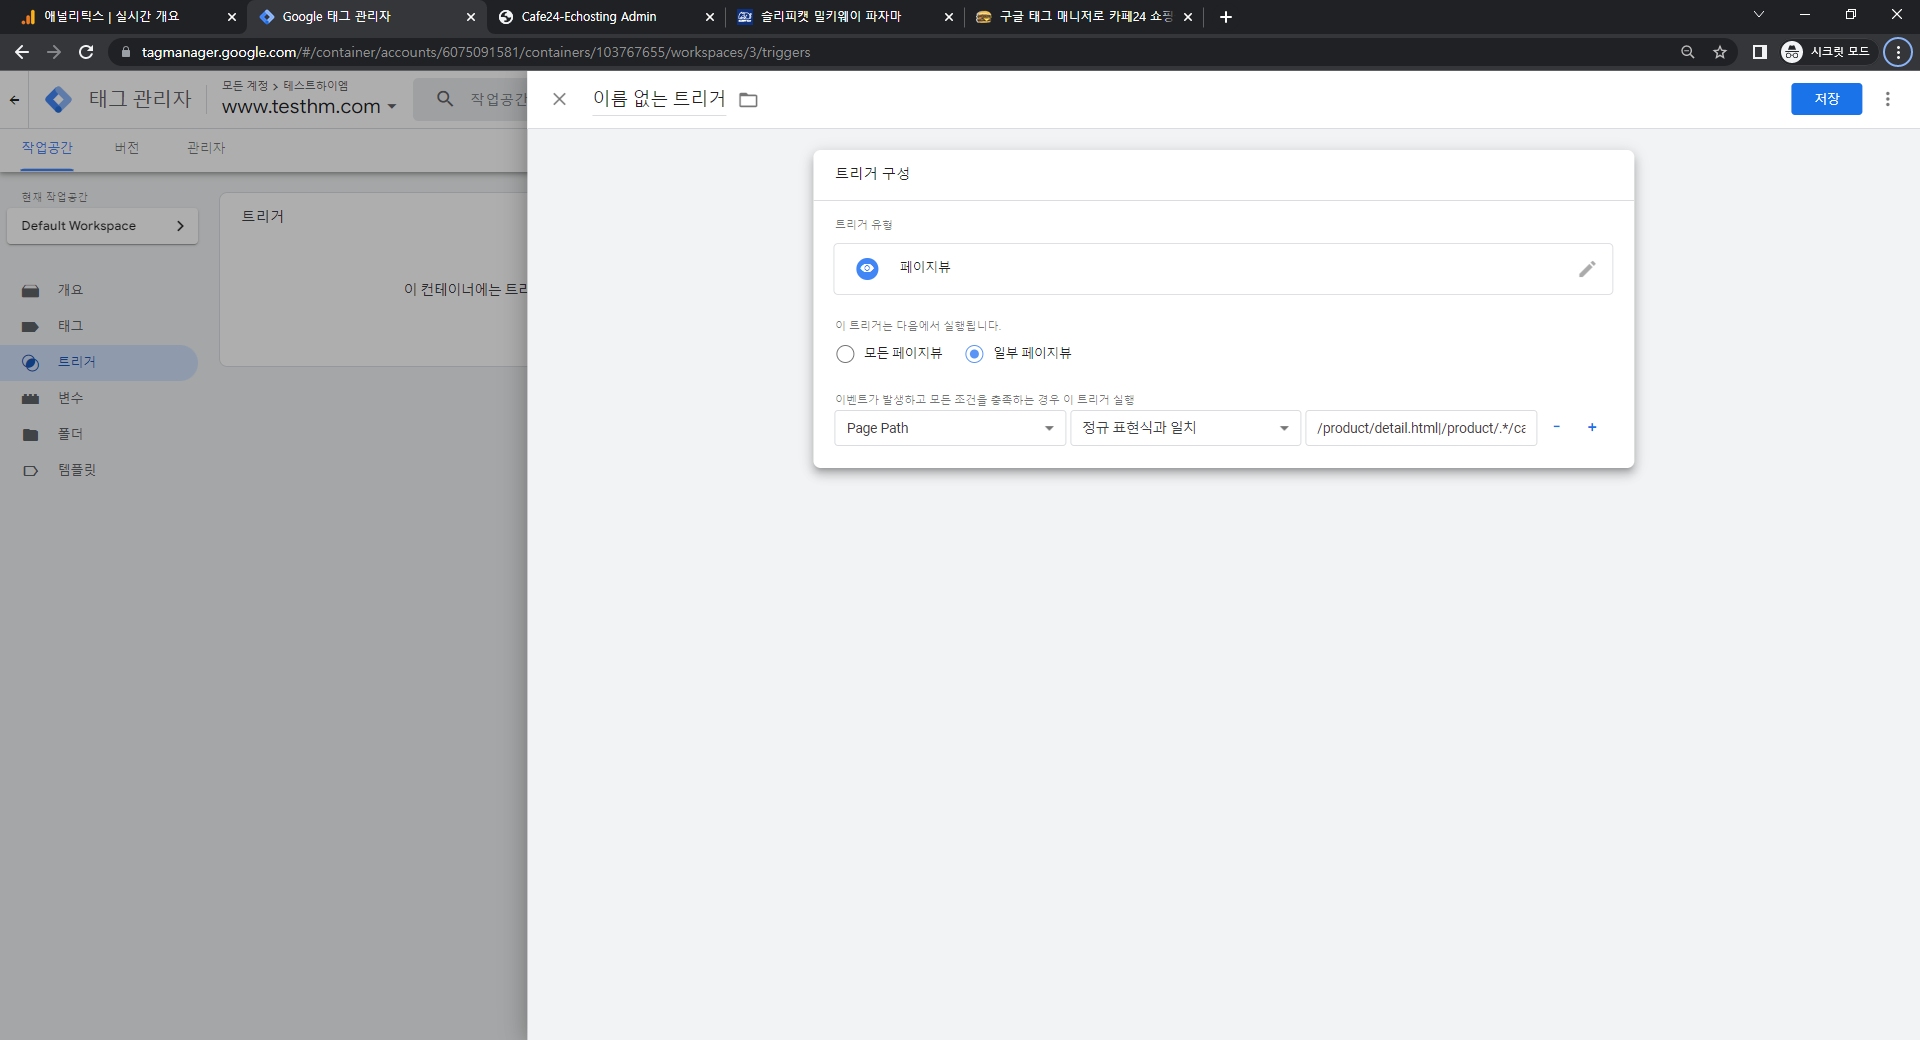 애널리틱스 | 실시간 개요
Google 태그 관리자
Cafe24-Echosting Admin
슬리피캣 밀키웨이 파자마
구글 태그 매니저로 카페24 쇼핑
tagmanager.google.com/#/container/accounts/6075091581/containers/103767655/workspaces/3/triggers
시크릿 모드
태그 관리자
모든 계정 > 테스트하이엠
www.testhm.com
작업공간
이름 없는 트리거
저장
작업공간
버전
관리자
현재 작업공간
Default Workspace
개요
태그
트리거
변수
폴더
템플릿
트리거
이 컨테이너에는 트리
트리거 구성
트리거 유형
페이지뷰
이 트리거는 다음에서 실행됩니다.
모든 페이지뷰
일부 페이지뷰
이벤트가 발생하고 모든 조건을 충족하는 경우 이 트리거 실행
Page Path
정규 표현식과 일치
/product/detail.html|/product/.*/ca
- +